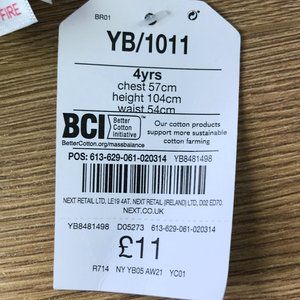 FIRE
BR01
YB/1011
4yrs
chest 57cm
height 104cm
waist 54cm
BCI Better Cotton Initiative
Our cotton products support more sustainable cotton farming
BetterCotton.org/massbalance
POS: 613-629-061-020314 YB8481498
NEXT RETAIL LTD, LE19 4AT. NEXT RETAIL (IRELAND) LTD, D02 ED70.
NEXT.CO.UK
YB8481498 D05273 613-629-061-020314
£11
R714 NY YB05 AW21 YC01